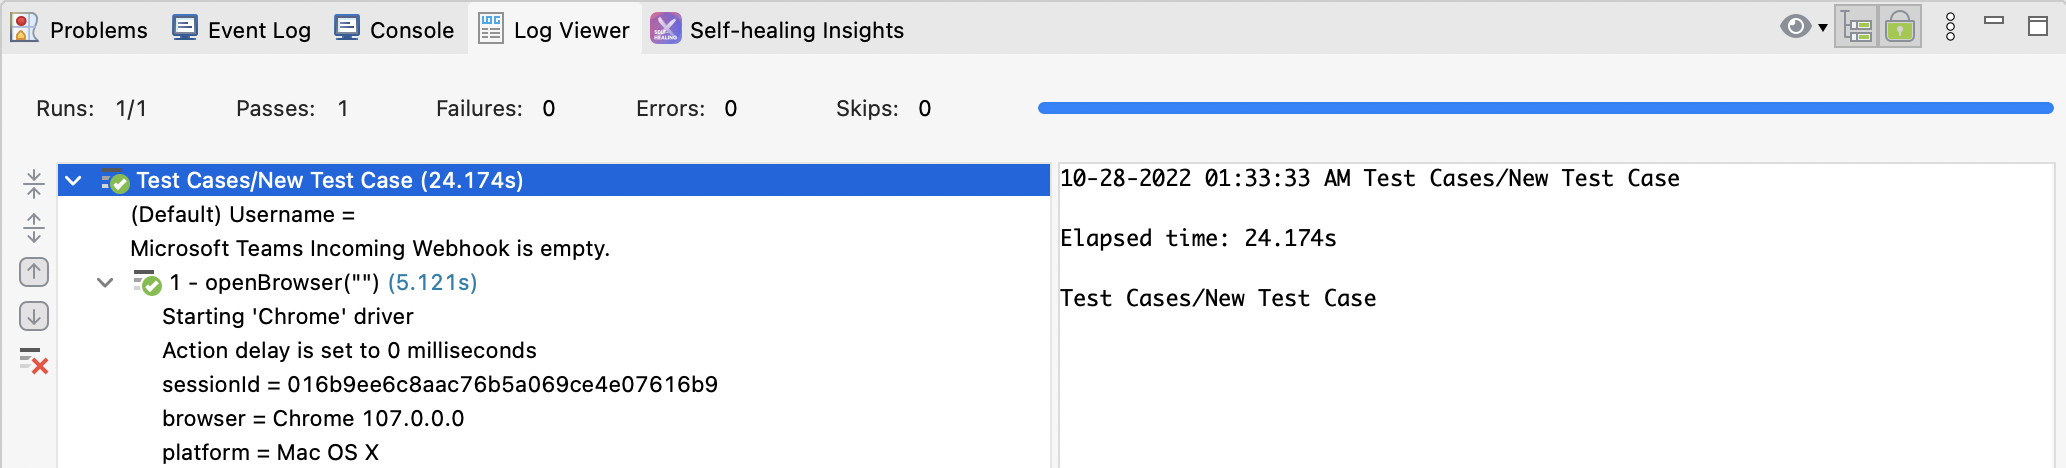 Problems Event Log Console Log Viewer Self-healing Insights
Runs: 1/1 Passes: 1 Failures: 0 Errors: 0 Skips: 0
Test Cases/New Test Case (24.174s)
(Default) Username =
Microsoft Teams Incoming Webhook is empty.
1 - openBrowser("") (5.121s)
Starting 'Chrome' driver
Action delay is set to 0 milliseconds
sessionId = 016b9ee6c8aac76b5a069ce4e07616b9
browser = Chrome 107.0.0.0
platform = Mac OS X
10-28-2022 01:33:33 AM Test Cases/New Test Case
Elapsed time: 24.174s
Test Cases/New Test Case